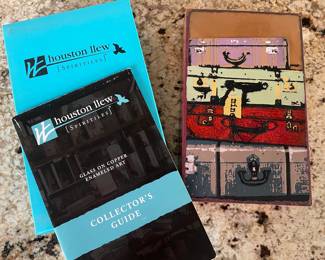 houston llew
[SPIRITILES]
houston llew
[SPIRITILES]
GLASS ON COPPER
ENAMELED ART
COLLECTOR'S
GUIDE